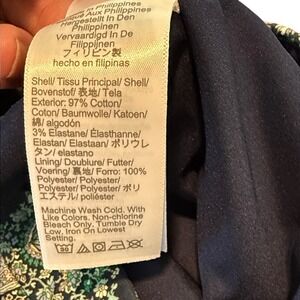 Philippines
aux Philippines
Hergestellt In Den
Philippinen
Vervaardigd In De
Filippijnen
フィリピン製
hecho en filipinas
Shell/Tissu Principal/Shell/
Bovenstof/ 表地/ Tela
Exterior: 97% Cotton/
Coton/ Baumwolle/ Katoen/
綿/ algodón
3% Elastane/ Élasthanne/
Elastan/ Elastaan/ ポリウレ
タン/ elastano
Lining/ Doublure/ Futter/
Voering/ 裏地/ Forro: 100%
Polyester/ Polyester/
Polyester/ Polyester/ ポリ
エステル/ poliéster
Machine Wash Cold. With
Like Colors. Non-chlorine
Bleach Only. Tumble Dry
Low, Iron On Lowest
Setting.
30